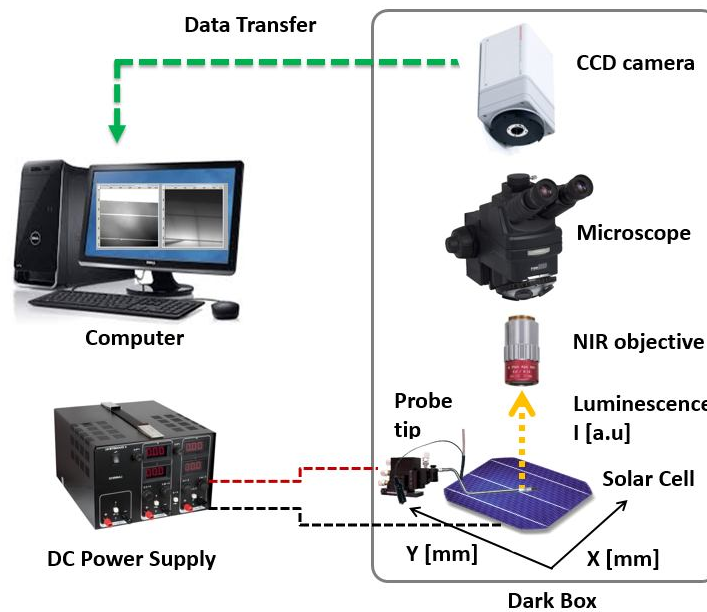 Data Transfer
CCD camera
Microscope
Computer
NIR objective
Probe
tip
Luminescence
I [a.u]
Solar Cell
Y [mm]
X [mm]
DC Power Supply
Dark Box